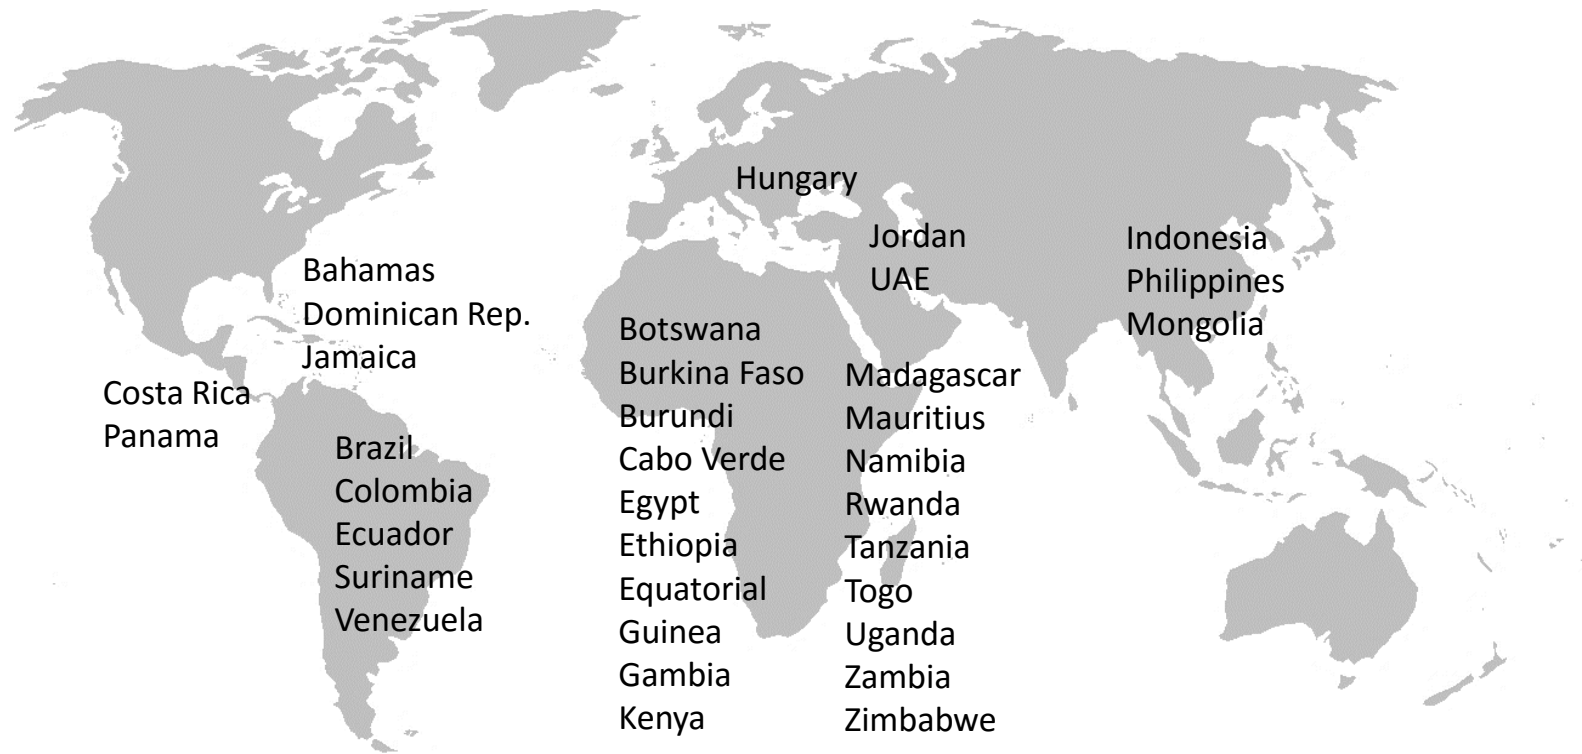 Hungary
Jordan
UAE
Indonesia
Philippines
Mongolia
Bahamas
Dominican Rep.
Jamaica
Costa Rica
Panama
Brazil
Colombia
Ecuador
Suriname
Venezuela
Botswana
Burkina Faso
Burundi
Cabo Verde
Egypt
Ethiopia
Equatorial
Guinea
Gambia
Kenya
Madagascar
Mauritius
Namibia
Rwanda
Tanzania
Togo
Uganda
Zambia
Zimbabwe